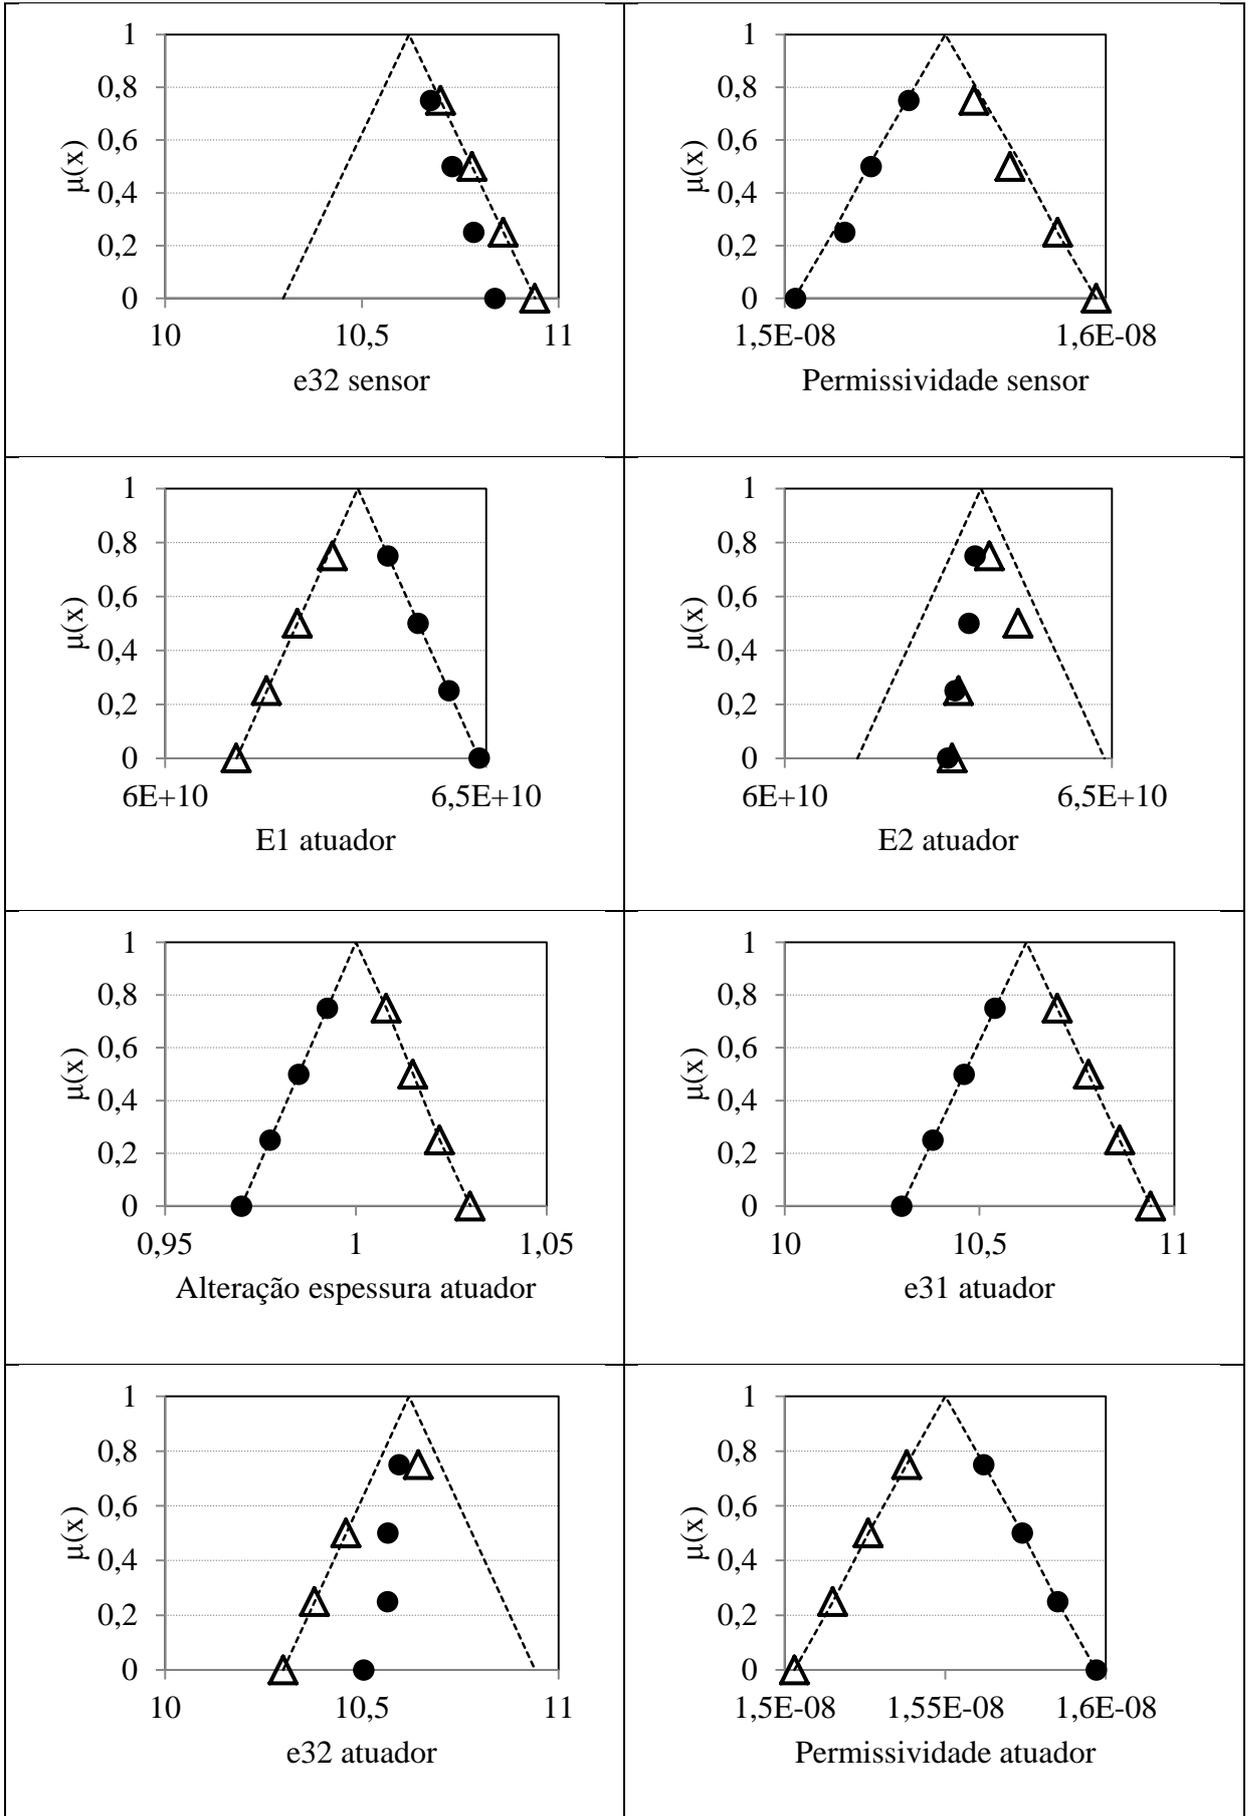 1
0,8
0,6
0,4
0,2
0
μ(x)
10 10,5 11
e32 sensor
1
0,8
0,6
0,4
0,2
0
μ(x)
1,5E-08 1,6E-08
Permissividade sensor
1
0,8
0,6
0,4
0,2
0
μ(x)
6E+10 6,5E+10
E1 atuador
1
0,8
0,6
0,4
0,2
0
μ(x)
6E+10 6,5E+10
E2 atuador
1
0,8
0,6
0,4
0,2
0
μ(x)
0,95 1 1,05
Alteração espessura atuador
1
0,8
0,6
0,4
0,2
0
μ(x)
10 10,5 11
e31 atuador
1
0,8
0,6
0,4
0,2
0
μ(x)
10 10,5 11
e32 atuador
1
0,8
0,6
0,4
0,2
0
μ(x)
1,5E-08 1,55E-08 1,6E-08
Permissividade atuador